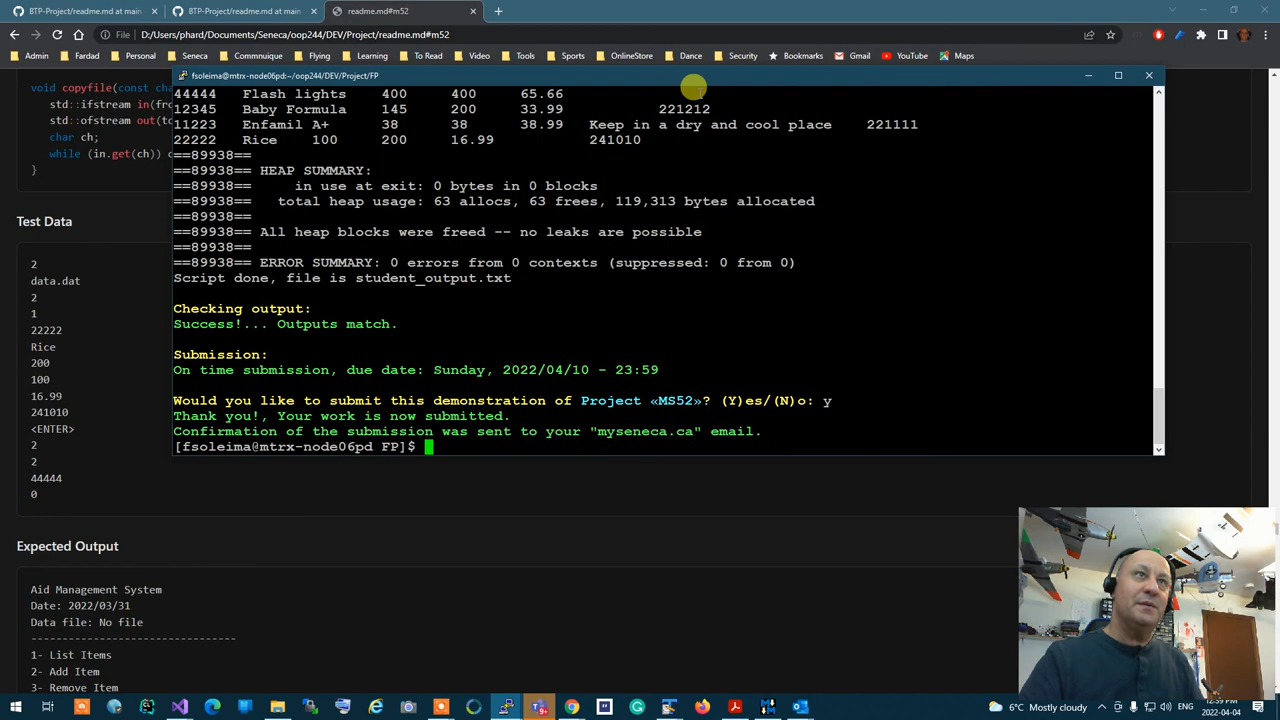 BTP-Project/readme.md at main
BTP-Project/readme.md at main
readme.md#m52
File
D:/Users/phard/Documents/Seneca/oop244/DEV/Project/readme.md#m52
Admin
Fardad
Personal
Seneca
Commnuique
Flying
Learning
To Read
Video
Tools
Sports
OnlineStore
Dance
Security
Bookmarks
Gmail
YouTube
Maps
void copyfile(const char
std::ifstream in(fro
std::ofstream out(to
char ch;
while (in.get(ch)) o
}
Test Data
2
data.dat
2
1
22222
Rice
200
100
16.99
241010
<ENTER>
2
2
44444
0
Expected Output
Aid Management System
Date: 2022/03/31
Data file: No file
---------------------------------
1- List Items
2- Add Item
3- Remove Item
fsoleima@mtrx-node06pd:~/oop244/DEV/Project/FP
44444   Flash lights    400     400     65.66
12345   Baby Formula    145     200     33.99           221212
11223   Enfamil A+      38      38      38.99   Keep in a dry and cool place    221111
22222   Rice    100     200     16.99           241010
==89938==
==89938== HEAP SUMMARY:
==89938==     in use at exit: 0 bytes in 0 blocks
==89938==   total heap usage: 63 allocs, 63 frees, 119,313 bytes allocated
==89938==
==89938== All heap blocks were freed -- no leaks are possible
==89938==
==89938== ERROR SUMMARY: 0 errors from 0 contexts (suppressed: 0 from 0)
Script done, file is student_output.txt
Checking output:
Success!... Outputs match.
Submission:
On time submission, due date: Sunday, 2022/04/10 - 23:59
Would you like to submit this demonstration of Project «MS52»? (Y)es/(N)o: y
Thank you!, Your work is now submitted.
Confirmation of the submission was sent to your "myseneca.ca" email.
[fsoleima@mtrx-node06pd FP]$
6°C Mostly cloudy
12:59 PM
2022-04-04